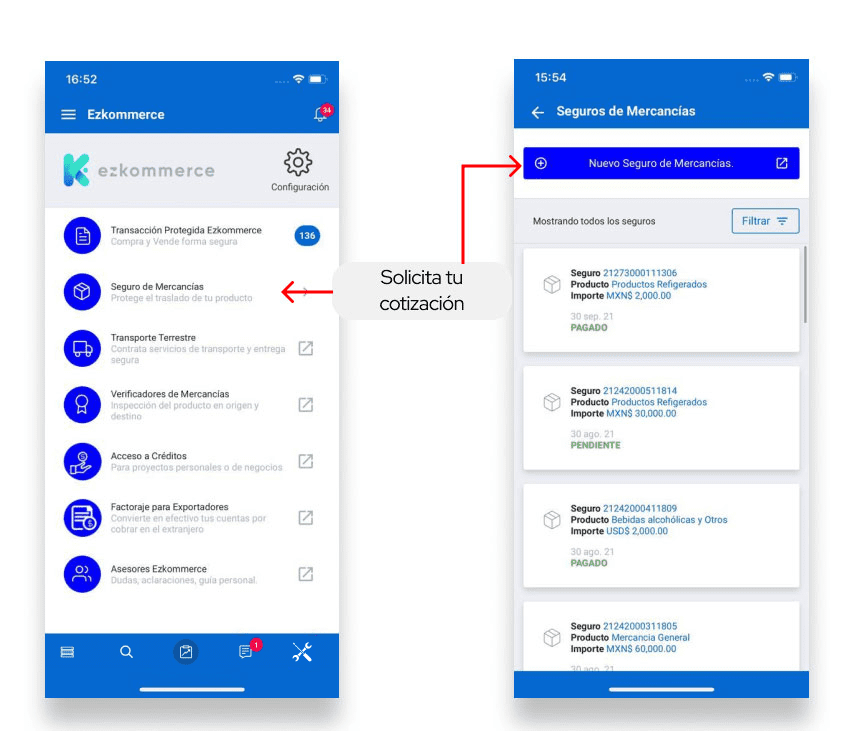 16:52
Ezkommerce
34
ezkommerce
Configuración
Transacción Protegida Ezkommerce
Compra y Vende forma segura
136
Seguro de Mercancías
Protege el traslado de tu producto
Transporte Terrestre
Contrata servicios de transporte y entrega
segura
Verificadores de Mercancías
Inspección del producto en origen y
destino
Acceso a Créditos
Para proyectos personales o de negocios
Factoraje para Exportadores
Convierte en efectivo tus cuentas por
cobrar en el extranjero
Asesores Ezkommerce
Dudas, aclaraciones, guía personal.
1
Solicita tu
cotización
15:54
Seguros de Mercancías
Nuevo Seguro de Mercancías.
Mostrando todos los seguros
Filtrar
Seguro 21273000111306
Producto Productos Refigerados
Importe MXN$ 2,000.00
30 sep. 21
PAGADO
Seguro 21242000511814
Producto Productos Refigerados
Importe MXN$ 30,000.00
30 ago. 21
PENDIENTE
Seguro 21242000411809
Producto Bebidas alcohólicas y Otros
Importe USD$ 2,000.00
30 ago. 21
PAGADO
Seguro 21242000311805
Producto Mercancia General
Importe MXN$ 60,000.00
30 ago. 21